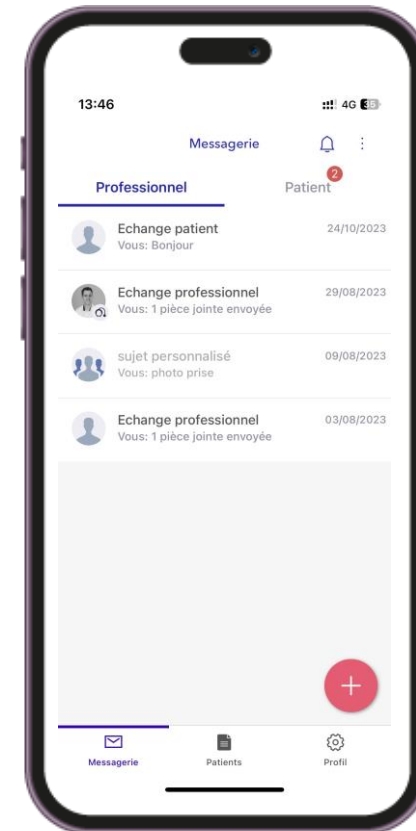 13:46
4G 35
Messagerie
Professionnel
Patient
2
Echange patient
24/10/2023
Vous: Bonjour
Echange professionnel
29/08/2023
Vous: 1 pièce jointe envoyée
sujet personnalisé
09/08/2023
Vous: photo prise
Echange professionnel
03/08/2023
Vous: 1 pièce jointe envoyée
Messagerie
Patients
Profil